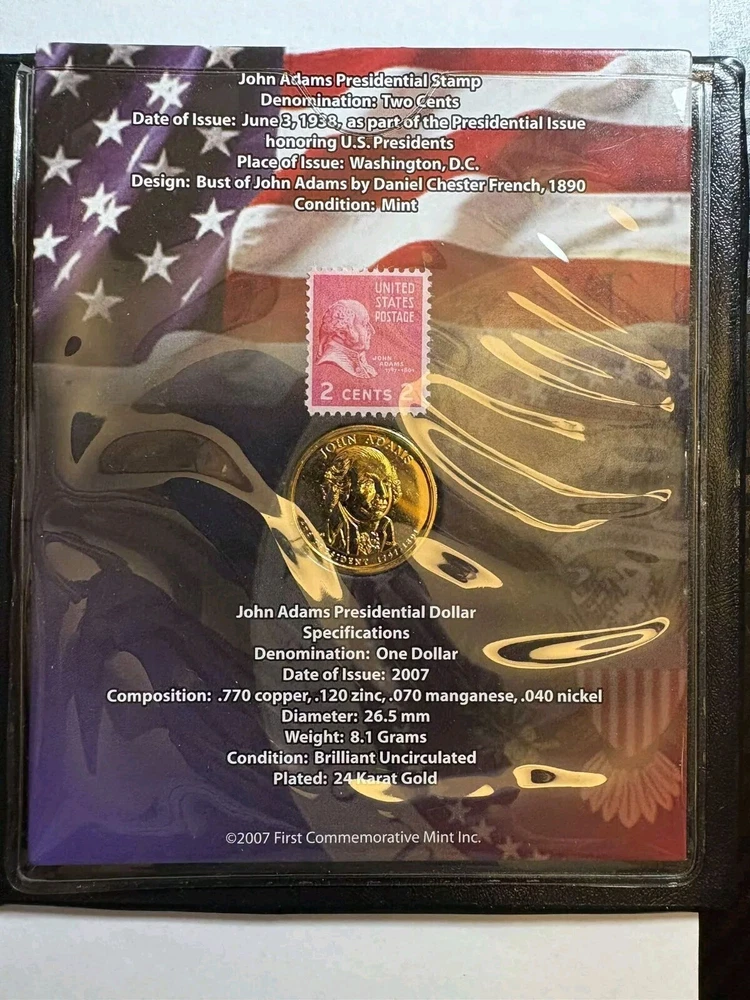 John Adams Presidential Stamp
Denomination: Two Cents
Date of Issue: June 3, 1938, as part of the Presidential Issue
honoring U.S. Presidents
Place of Issue: Washington, D.C.
Design: Bust of John Adams by Daniel Chester French, 1890
Condition: Mint
UNITED
STATES
POSTAGE
JOHN
ADAMS
2 CENTS 2
JOHN ADAMS
John Adams Presidential Dollar
Specifications
Denomination: One Dollar
Date of Issue: 2007
Composition: .770 copper, .120 zinc, .070 manganese, .040 nickel
Diameter: 26.5 mm
Weight: 8.1 Grams
Condition: Brilliant Uncirculated
Plated: 24 Karat Gold
©2007 First Commemorative Mint Inc.